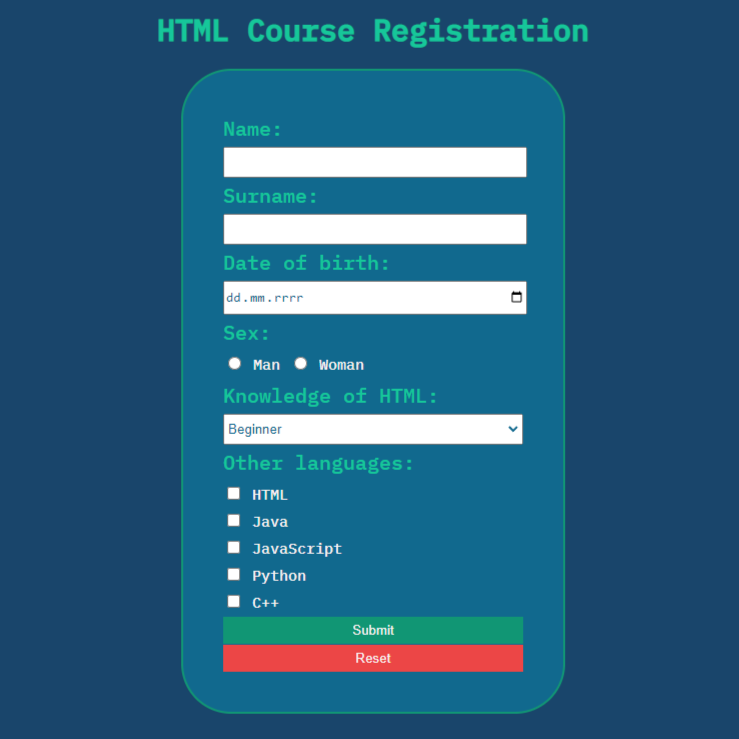 HTML Course Registration
Name:
Surname:
Date of birth:
dd.mm.rrrr
Sex:
Man Woman
Knowledge of HTML:
Beginner
Other languages:
HTML
Java
JavaScript
Python
C++
Submit
Reset